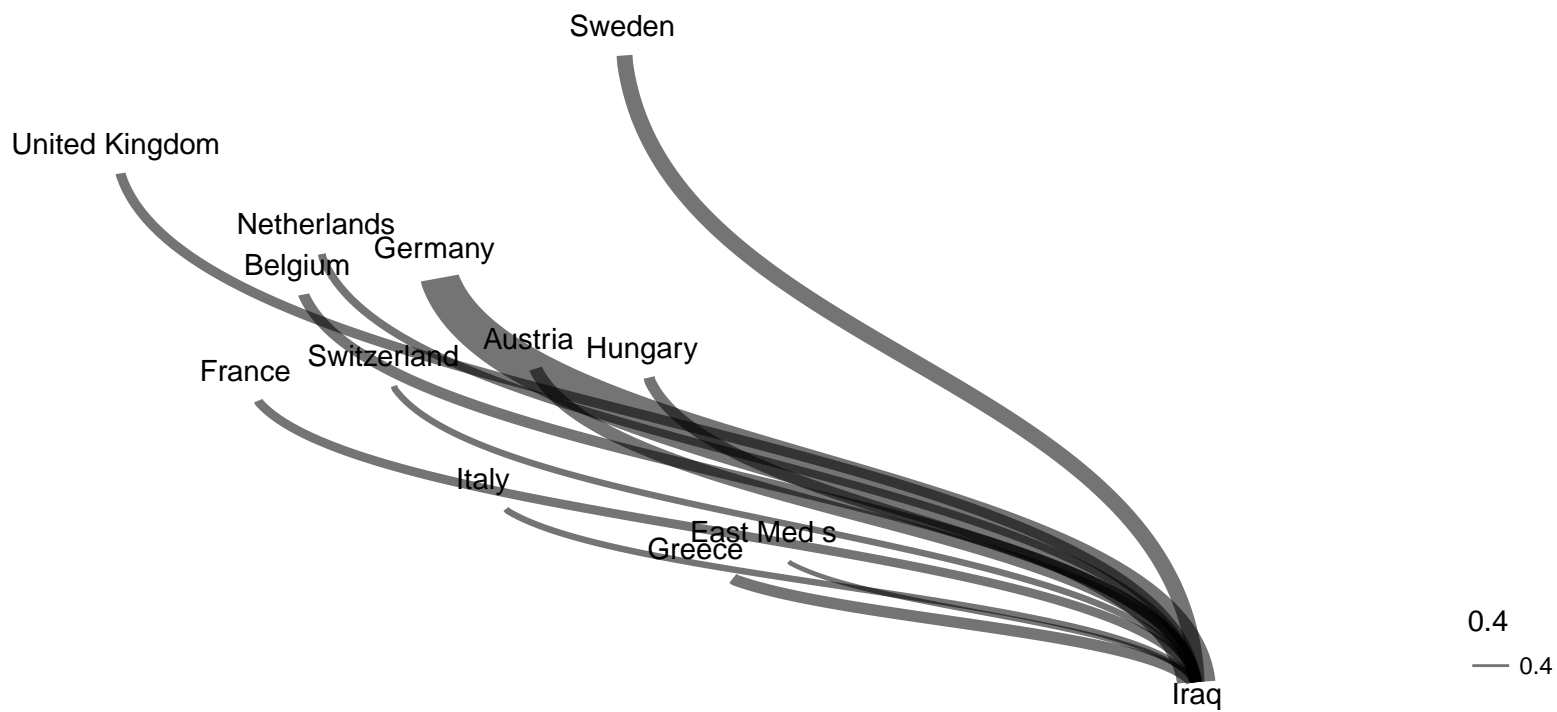 Sweden
United Kingdom
Netherlands
Germany
Belgium
Austria
Hungary
Switzerland
France
Italy
East Med s
Greece
0.4
0.4
Iraq